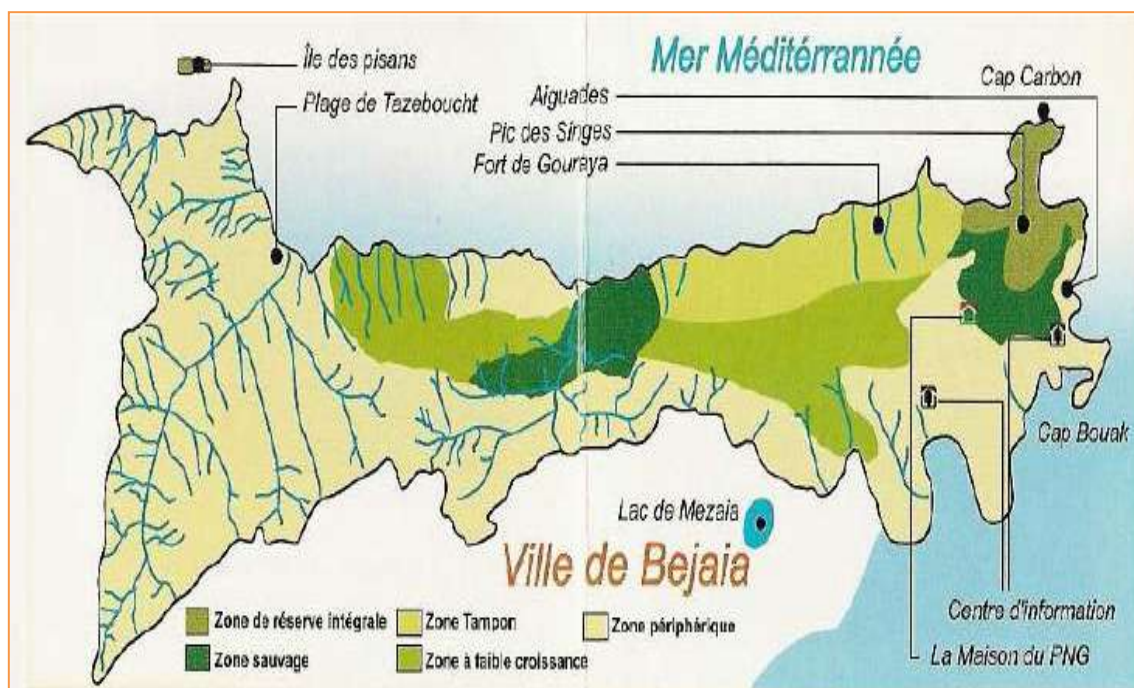 Mer Méditérrannée
Île des pisans
Cap Carbon
Aiguades
Plage de Tazeboucht
Pic des Singes
Fort de Gouraya
Cap Bouak
Lac de Mezaia
Ville de Bejaia
Centre d'information
La Maison du PNG
Zone de réserve intégrale
Zone Tampon
Zone périphérique
Zone sauvage
Zone à faible croissance